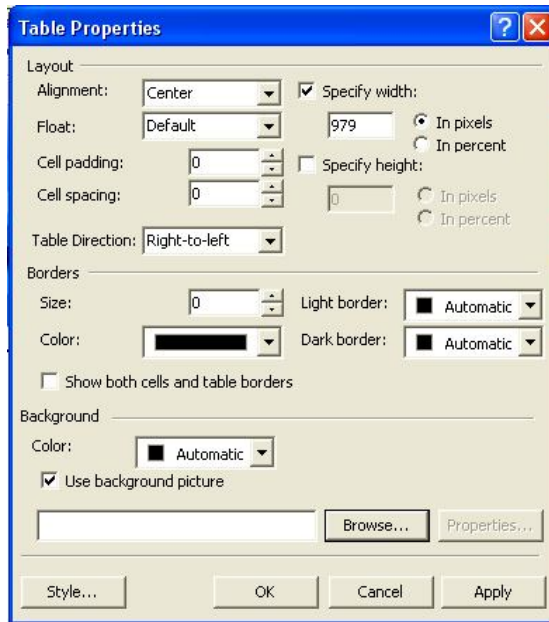 Table Properties
Layout
Alignment: Center Specify width:
Float: Default 979 In pixels
In percent
Cell padding: 0 Specify height:
Cell spacing: 0 0 In pixels
In percent
Table Direction: Right-to-left
Borders
Size: 0 Light border: Automatic
Color: Dark border: Automatic
Show both cells and table borders
Background
Color: Automatic
Use background picture
Browse... Properties...
Style... OK Cancel Apply